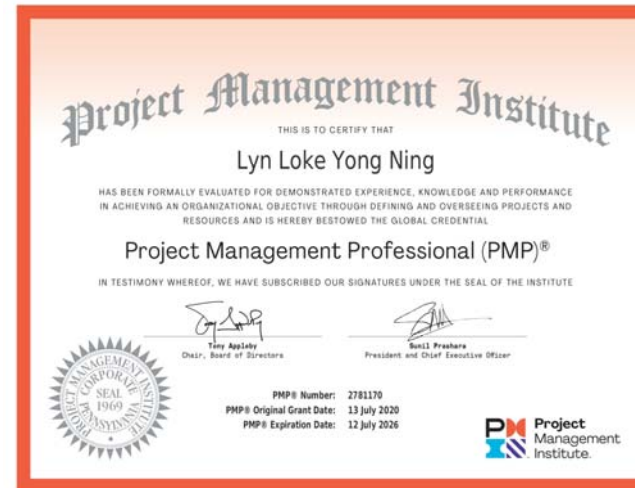 Project Management Institute
THIS IS TO CERTIFY THAT
Lyn Loke Yong Ning
HAS BEEN FORMALLY EVALUATED FOR DEMONSTRATED EXPERIENCE, KNOWLEDGE AND PERFORMANCE
IN ACHIEVING AN ORGANIZATIONAL OBJECTIVE THROUGH DEFINING AND OVERSEEING PROJECTS AND
RESOURCES AND IS HEREBY BESTOWED THE GLOBAL CREDENTIAL
Project Management Professional (PMP)®
IN TESTIMONY WHEREOF, WE HAVE SUBSCRIBED OUR SIGNATURES UNDER THE SEAL OF THE INSTITUTE
Tony Appleby
Chair, Board of Directors
Sunil Prashara
President and Chief Executive Officer
PROJECT MANAGEMENT INSTITUTE
CORPORATE
SEAL
1969
PENNSYLVANIA
PMP® Number: 2781170
PMP® Original Grant Date: 13 July 2020
PMP® Expiration Date: 12 July 2026
Project
Management
Institute.